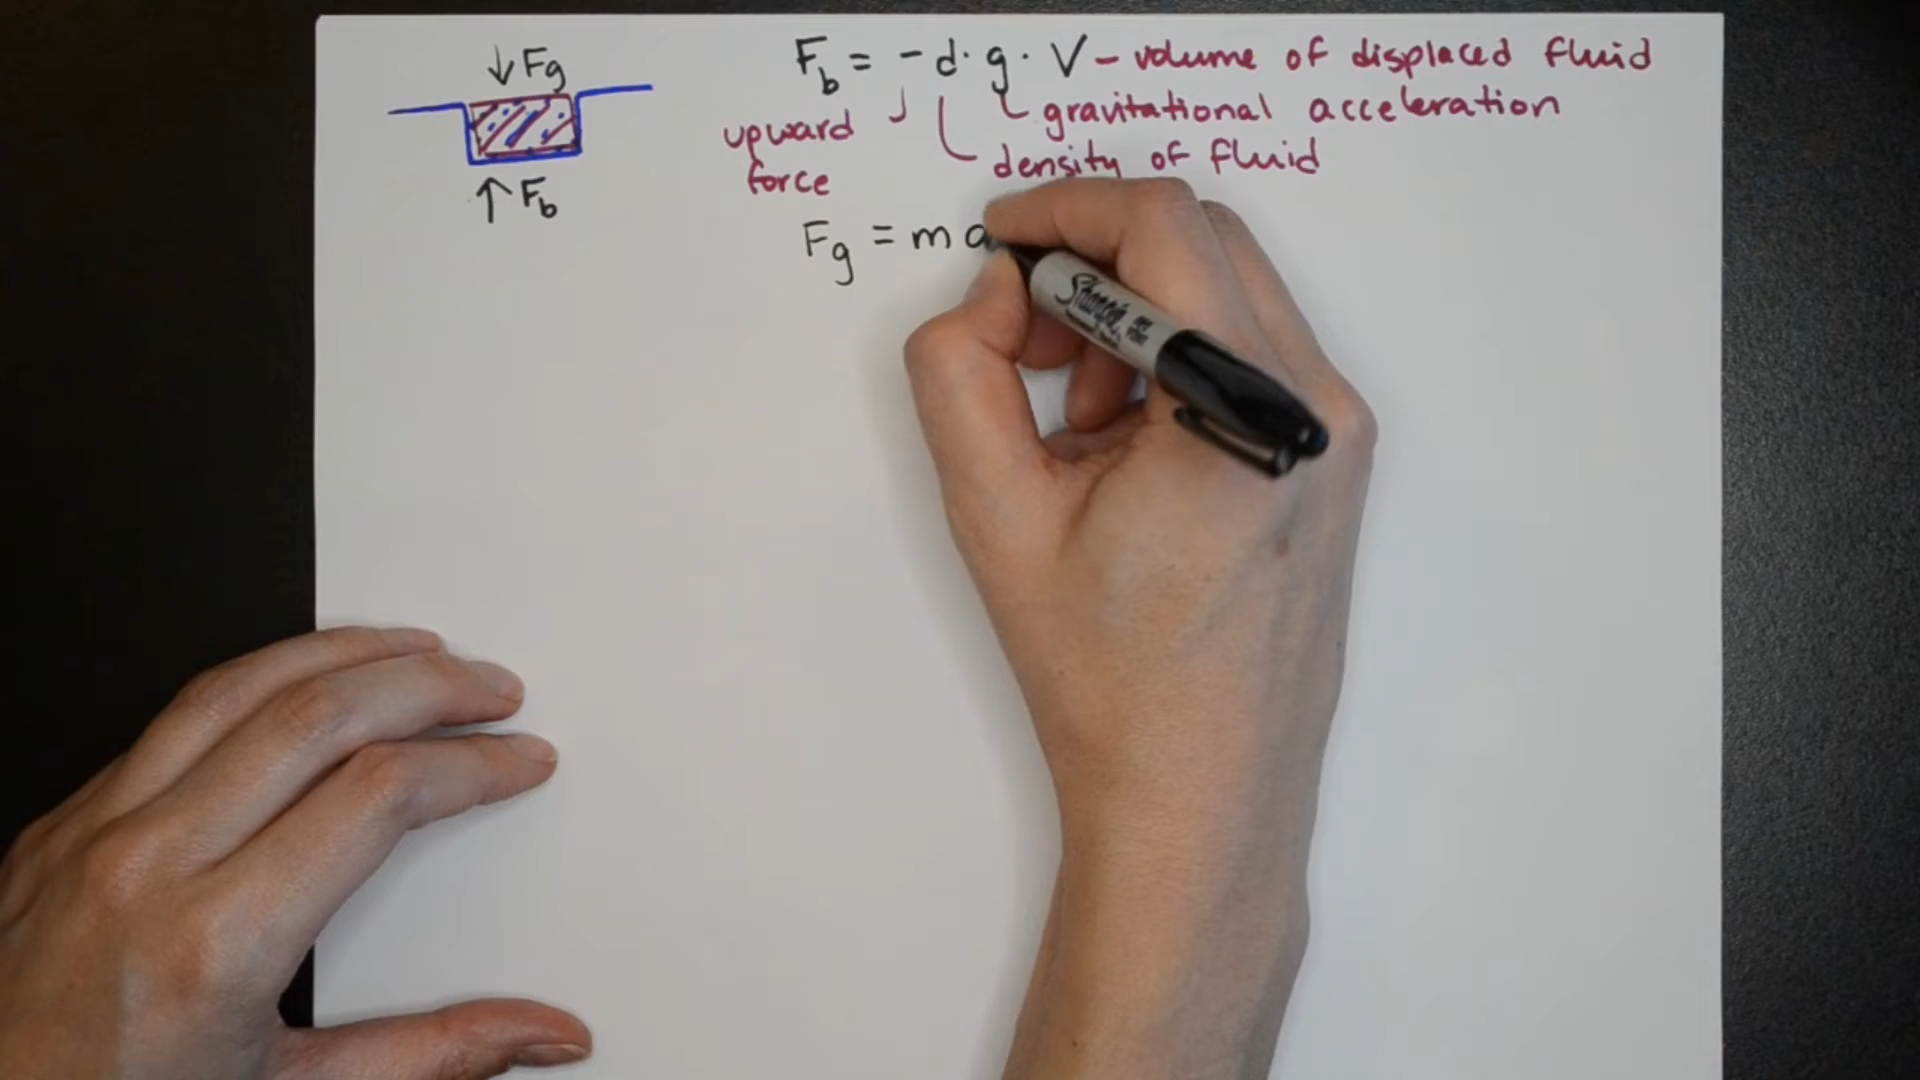 ↓ Fg
↑ Fb
Fb = - d · g · V - volume of displaced fluid
gravitational acceleration
density of fluid
upward
force
Fg = m a
Sharpie